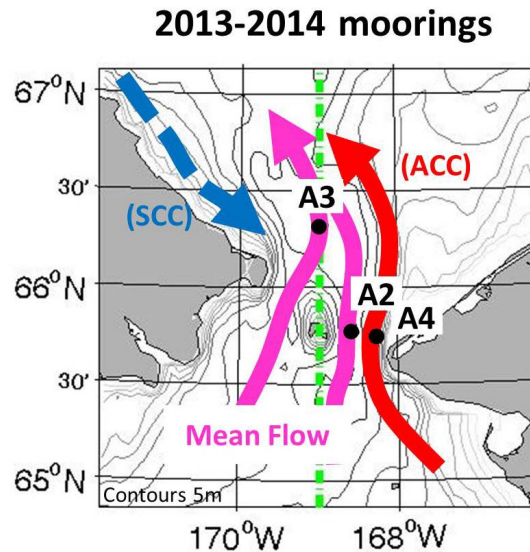 2013-2014 moorings
67°N
(ACC)
30'
A3
(SCC)
66°N
A2
A4
30'
Mean Flow
65°N
Contours 5m
170°W
168°W